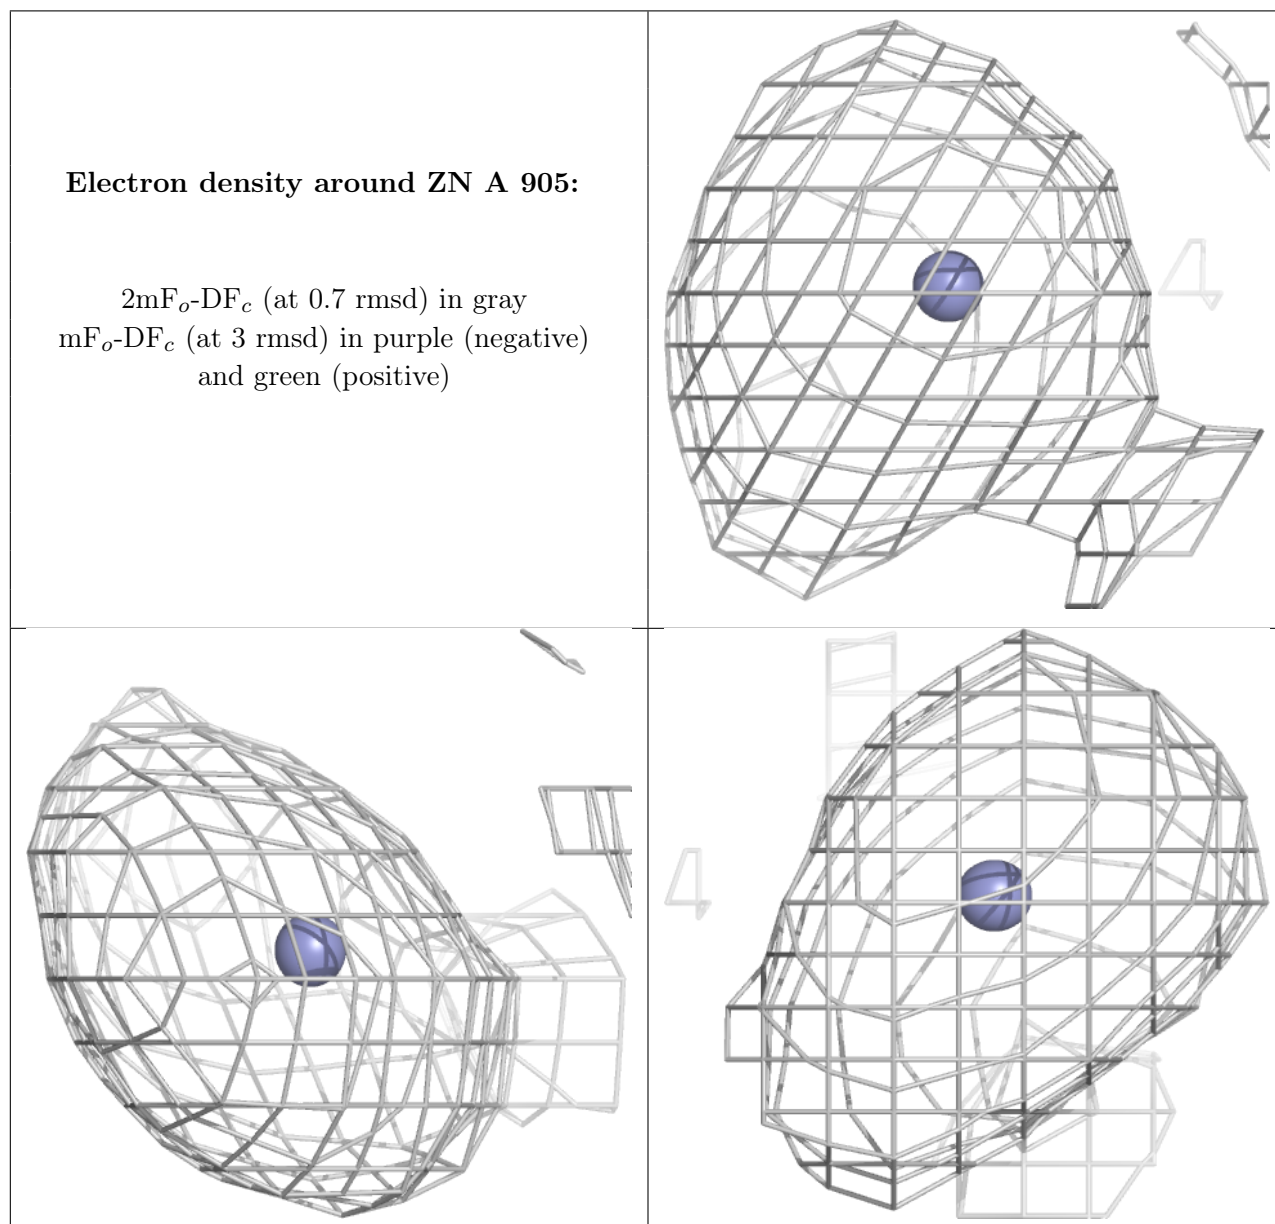 Electron density around ZN A 905:
2mFo-DFc (at 0.7 rmsd) in gray
mFo-DFc (at 3 rmsd) in purple (negative)
and green (positive)